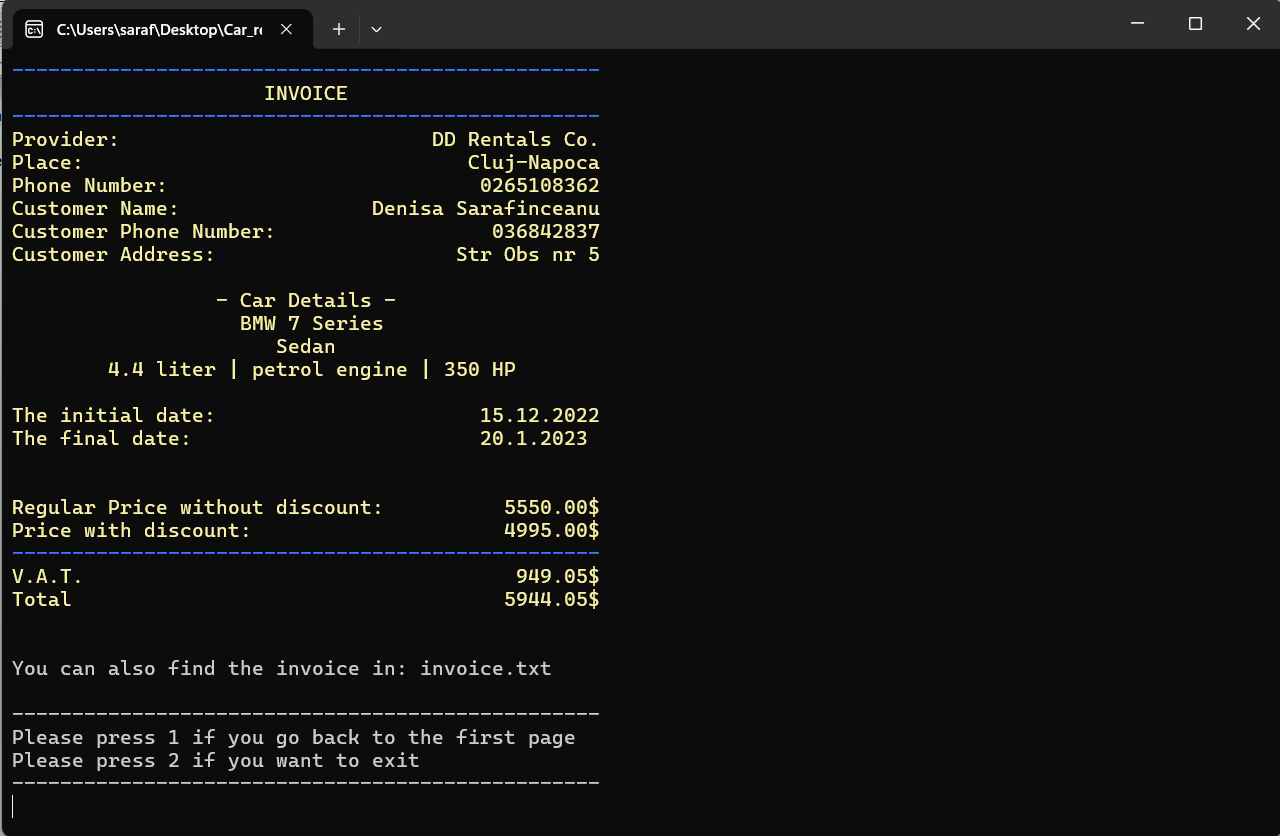 C:\Users\saraf\Desktop\Car_re
-------------------------------------------------
INVOICE
-------------------------------------------------
Provider: DD Rentals Co.
Place: Cluj-Napoca
Phone Number: 0265108362
Customer Name: Denisa Sarafinceanu
Customer Phone Number: 036842837
Customer Address: Str Obs nr 5
- Car Details -
BMW 7 Series
Sedan
4.4 liter | petrol engine | 350 HP
The initial date: 15.12.2022
The final date: 20.1.2023
Regular Price without discount: 5550.00$
Price with discount: 4995.00$
-------------------------------------------------
V.A.T. 949.05$
Total 5944.05$
You can also find the invoice in: invoice.txt
-------------------------------------------------
Please press 1 if you go back to the first page
Please press 2 if you want to exit
-------------------------------------------------